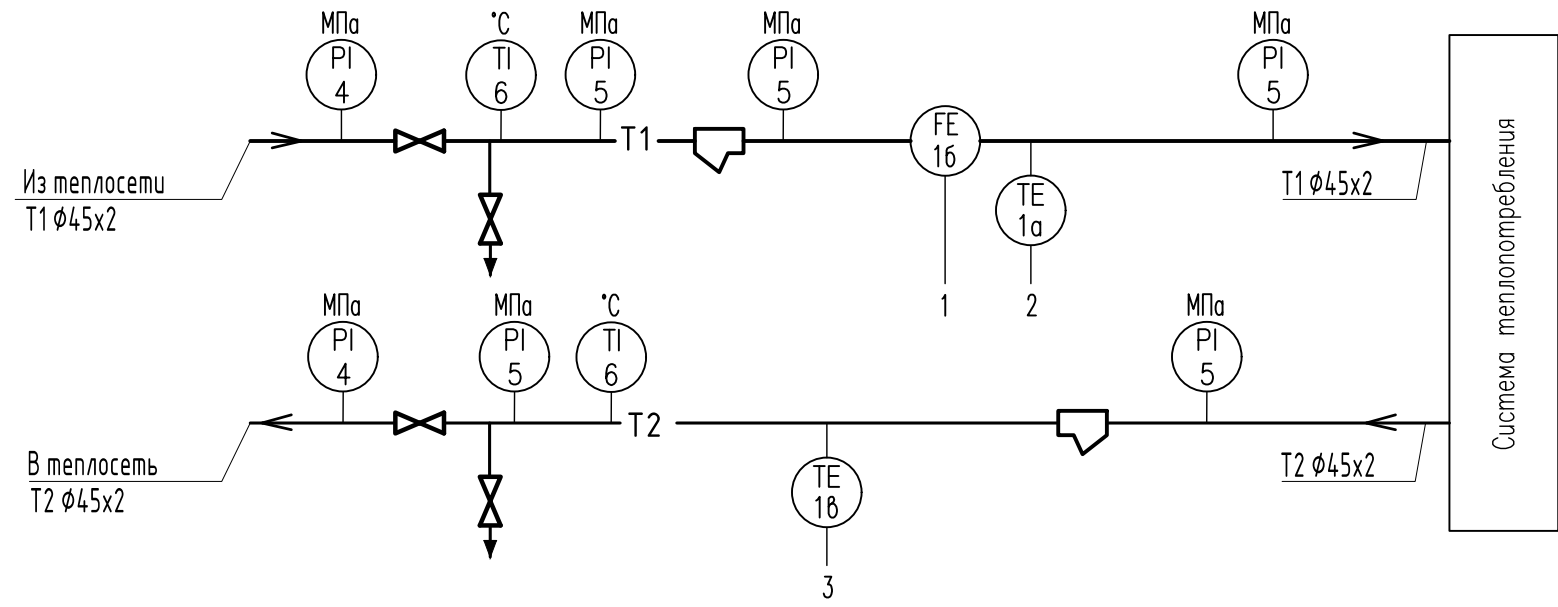 МПа
°С
МПа
МПа
МПа
PI
4
TI
6
PI
5
PI
5
PI
5
T1
FE
1б
Из теплосети
T1 Ф45х2
TE
1а
T1 Ф45х2
1
2
МПа
МПа
°С
МПа
PI
4
PI
5
TI
6
PI
5
T2
В теплосеть
T2 Ф45х2
TE
1в
T2 Ф45х2
3
Система теплопотребления